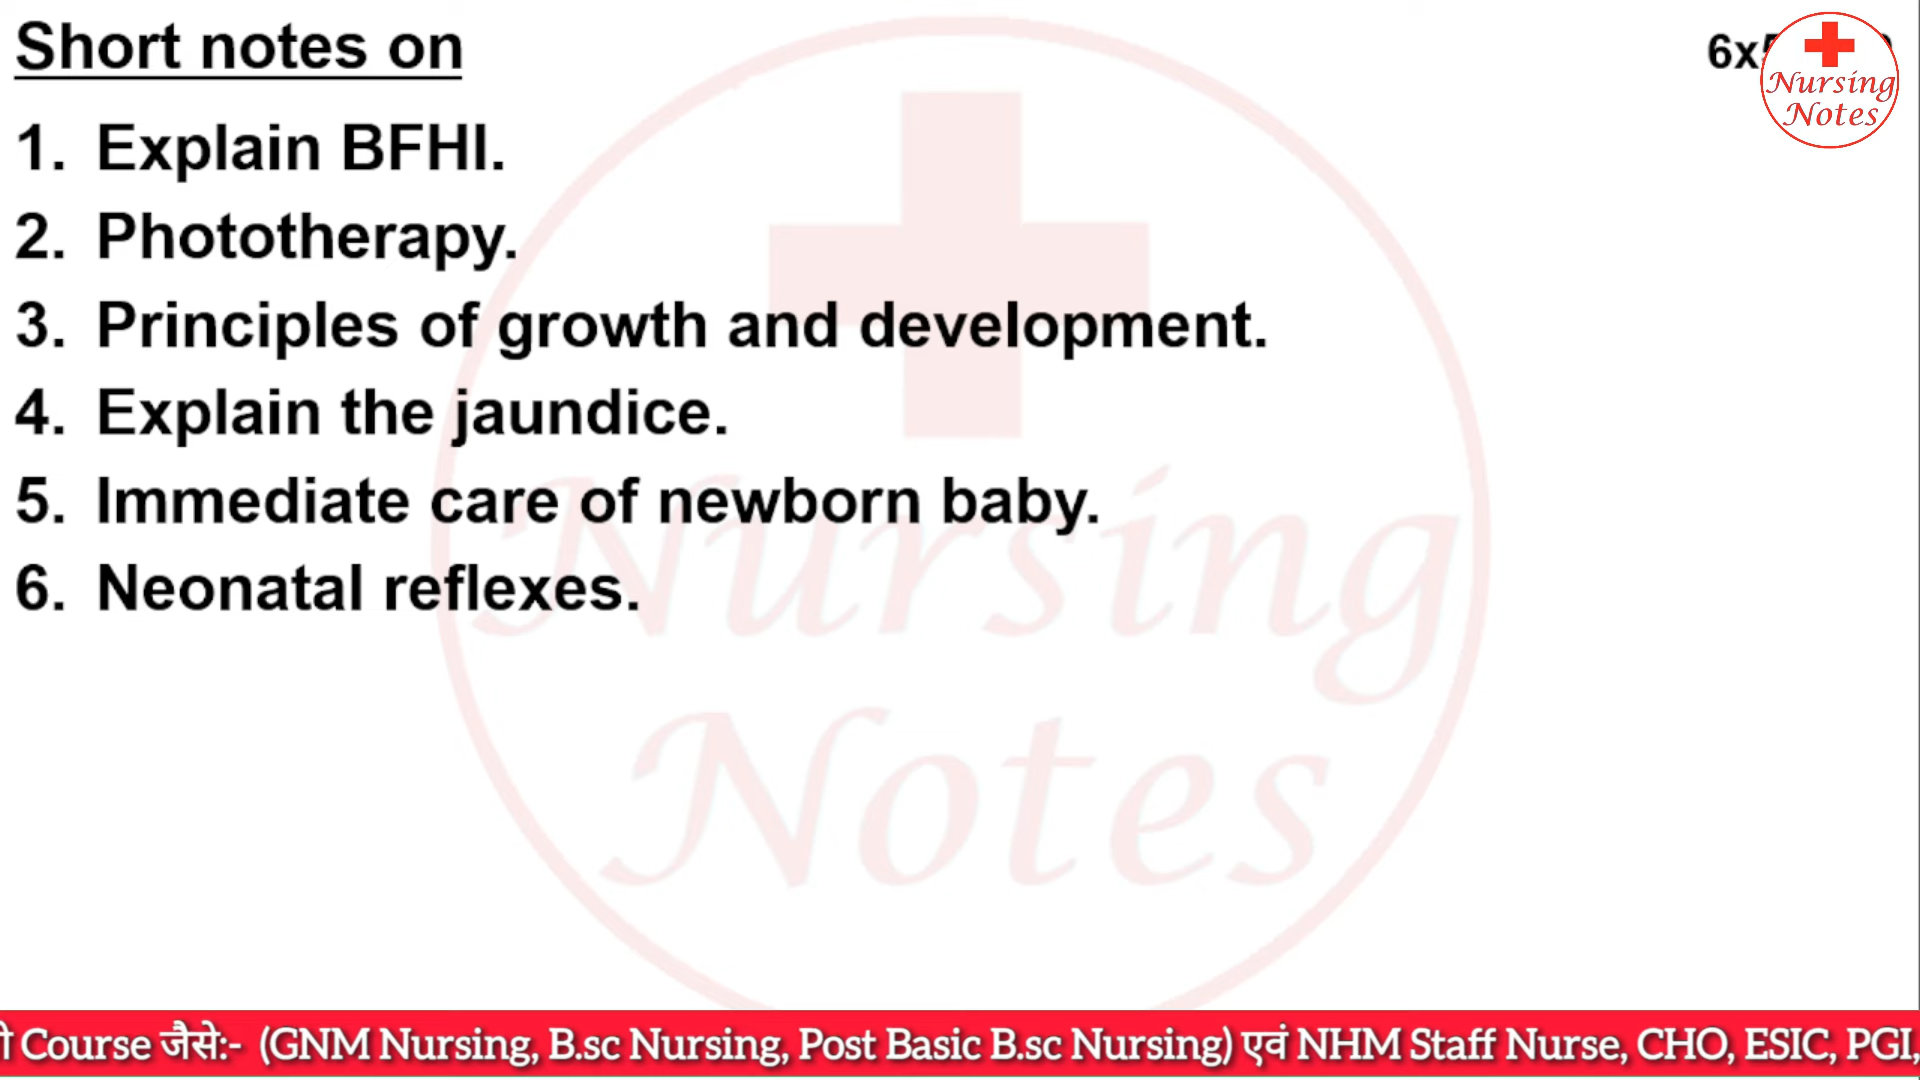 Short notes on
Nursing
Notes
1. Explain BFHI.
2. Phototherapy.
3. Principles of growth and development.
4. Explain the jaundice.
5. Immediate care of newborn baby.
6. Neonatal reflexes.
Nursing
Notes
Course जैसे:- (GNM Nursing, B.sc Nursing, Post Basic B.sc Nursing) एवं NHM Staff Nurse, CHO, ESIC, PGI,